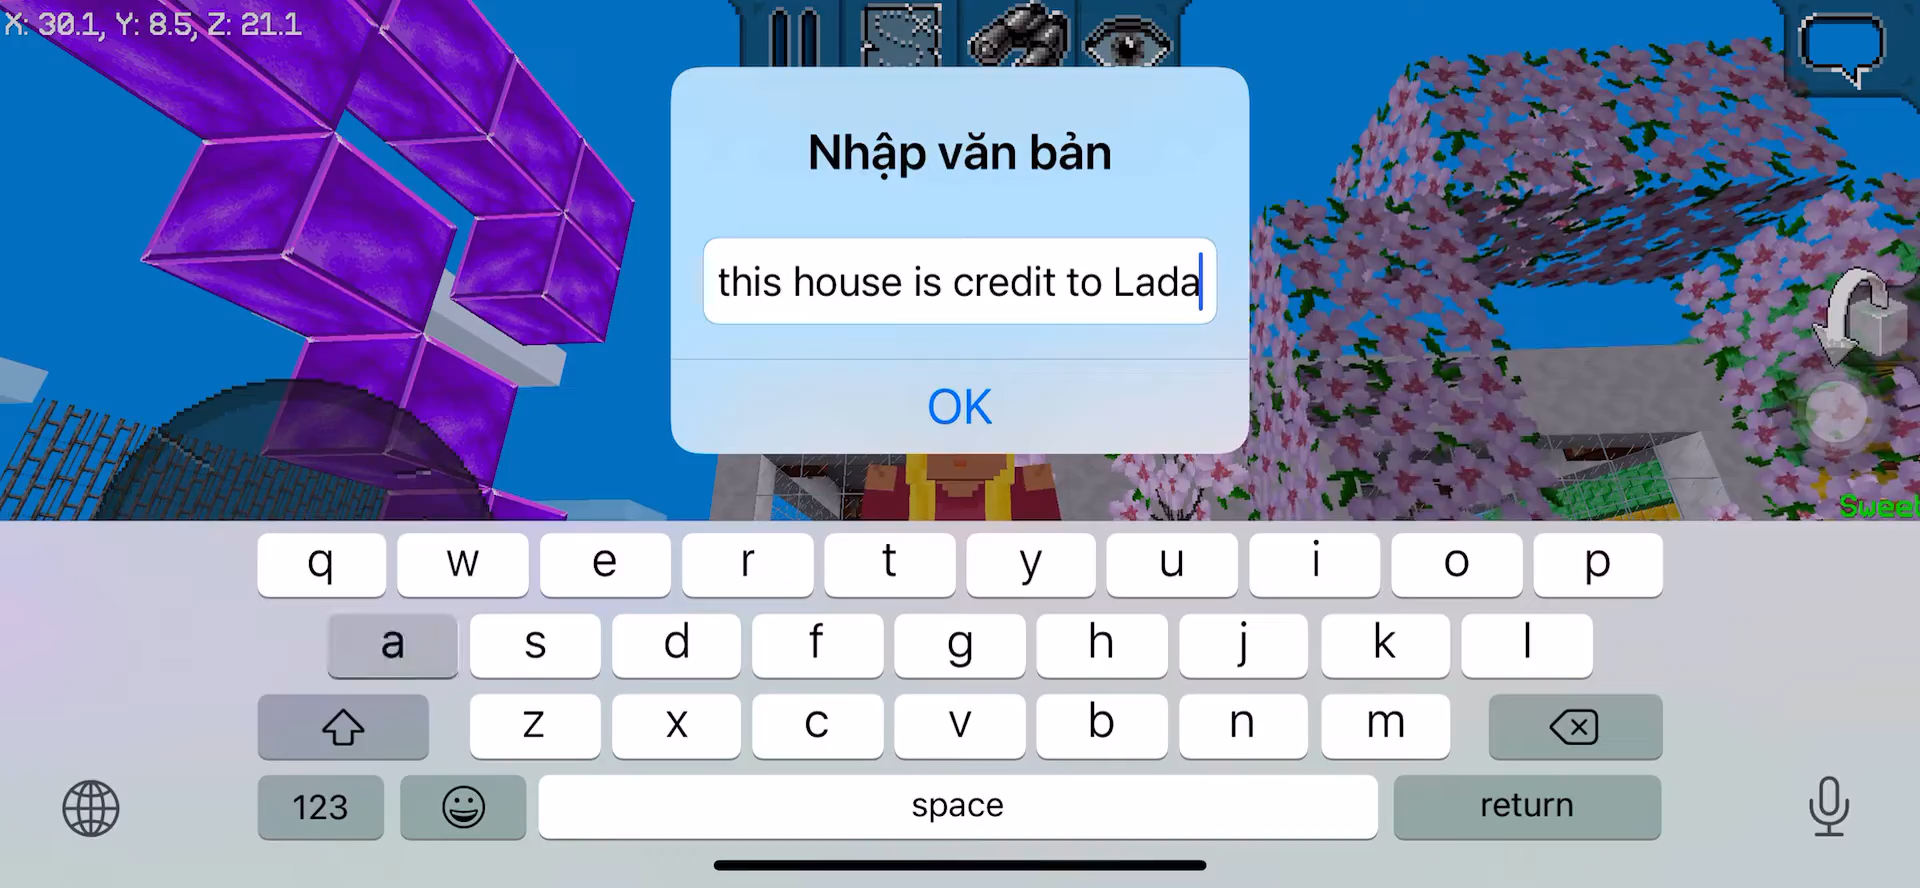 X: 30.1, Y: 8.5, Z: 21.1
Nhập văn bản
this house is credit to Lada
OK
Sweet
q w e r t y u i o p
a s d f g h j k l
z x c v b n m
123 space return